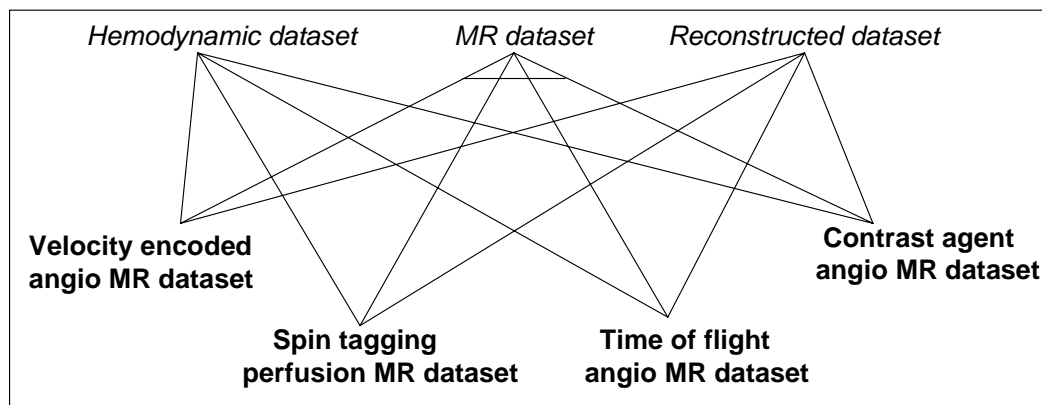 Hemodynamic dataset MR dataset Reconstructed dataset
Velocity encoded
angio MR dataset
Contrast agent
angio MR dataset
Spin tagging
perfusion MR dataset
Time of flight
angio MR dataset